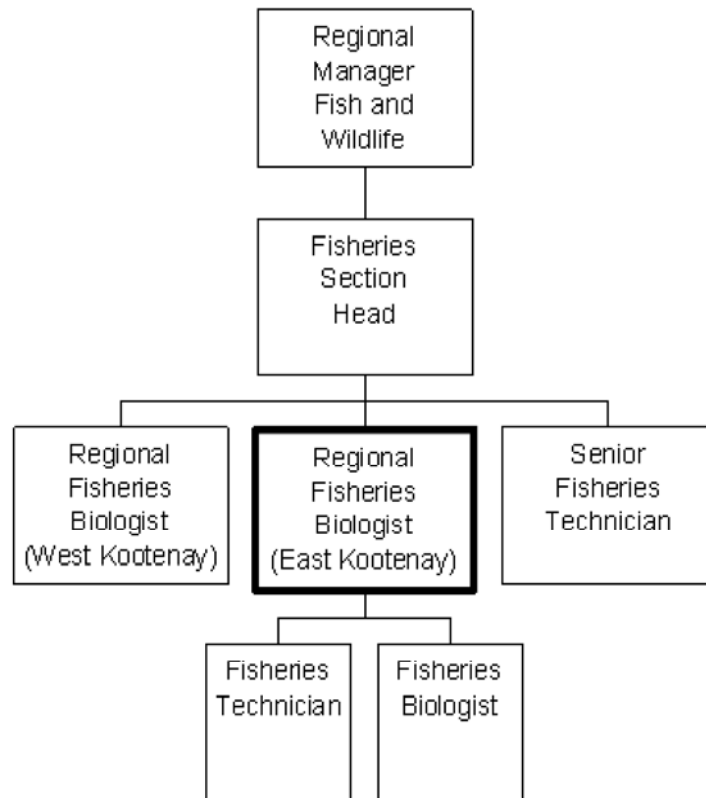 Regional
Manager
Fish and
Wildlife
Fisheries
Section
Head
Regional
Fisheries
Biologist
(West Kootenay)
Regional
Fisheries
Biologist
(East Kootenay)
Senior
Fisheries
Technician
Fisheries
Technician
Fisheries
Biologist